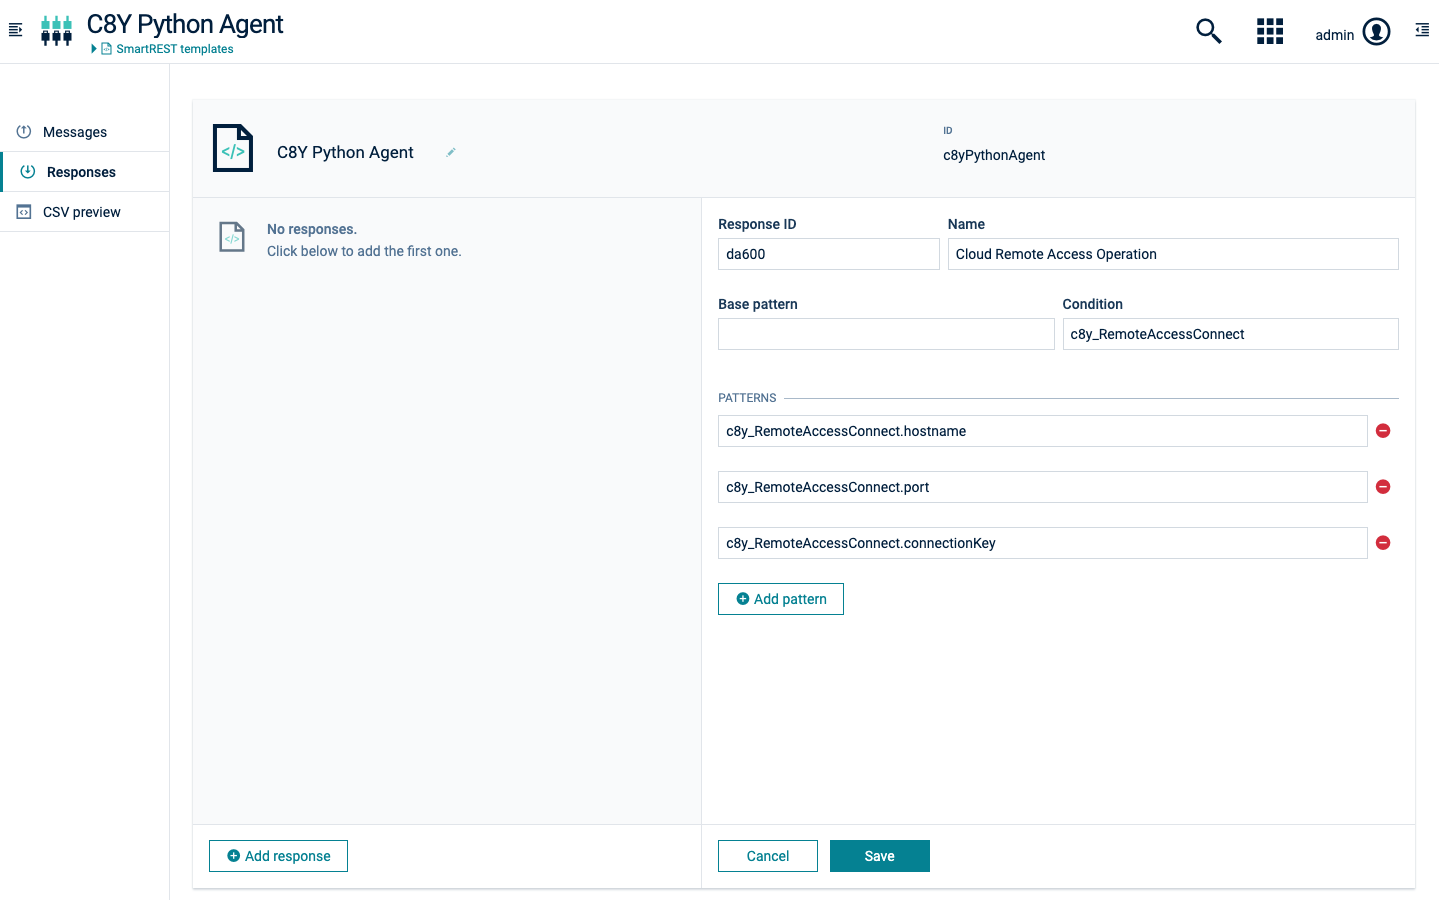 C8Y Python Agent
SmartREST templates
admin
Messages
Responses
CSV preview
C8Y Python Agent
ID
c8yPythonAgent
No responses.
Click below to add the first one.
Response ID
Name
da600
Cloud Remote Access Operation
Base pattern
Condition
c8y_RemoteAccessConnect
PATTERNS
c8y_RemoteAccessConnect.hostname
c8y_RemoteAccessConnect.port
c8y_RemoteAccessConnect.connectionKey
Add pattern
Add response
Cancel
Save